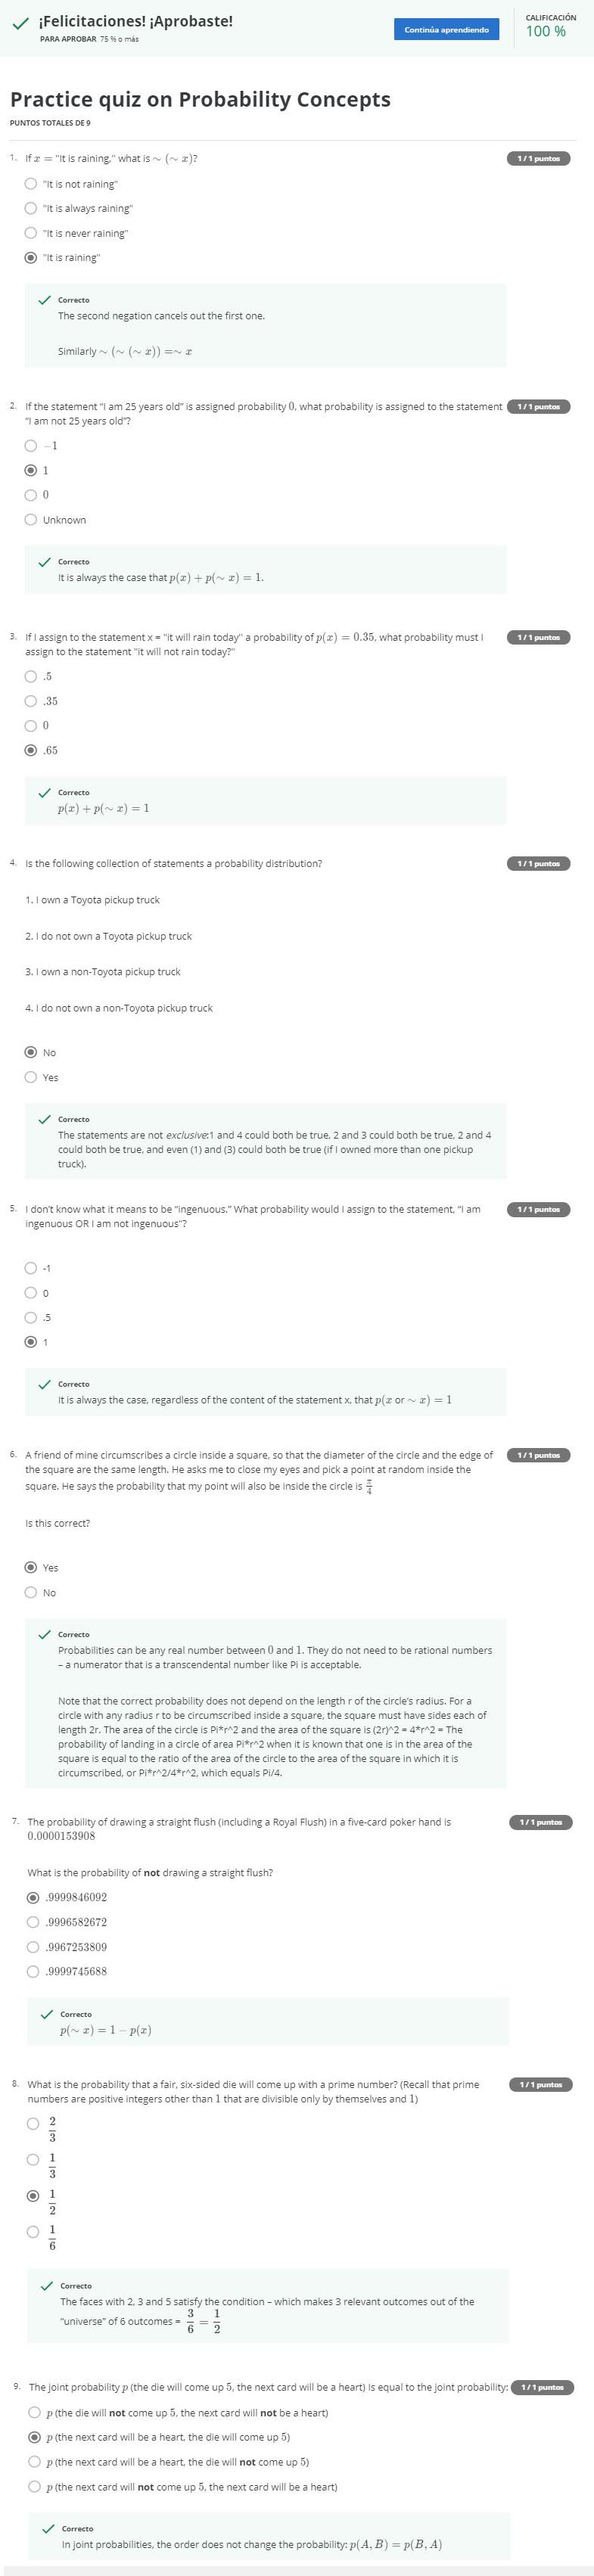 ¡Felicitaciones! ¡Aprobaste!
PARA APROBAR 75 % o más
Continúa aprendiendo
CALIFICACIÓN
100 %
Practice quiz on Probability Concepts
PUNTOS TOTALES DE 9
1. If x = "It is raining," what is ∼ (∼ x)?
1 / 1 puntos
"It is not raining"
"It is always raining"
"It is never raining"
"It is raining"
Correcto
The second negation cancels out the first one.
Similarly ∼ (∼ (∼ x)) =∼ x
2. If the statement “I am 25 years old” is assigned probability 0, what probability is assigned to the statement
1 / 1 puntos
“I am not 25 years old”?
−1
1
0
Unknown
Correcto
It is always the case that p(x) + p(∼ x) = 1.
3. If I assign to the statement x = "it will rain today" a probability of p(x) = 0.35, what probability must I
1 / 1 puntos
assign to the statement "It will not rain today?"
.5
.35
0
.65
Correcto
p(x) + p(∼ x) = 1
4. Is the following collection of statements a probability distribution?
1 / 1 puntos
1. I own a Toyota pickup truck
2. I do not own a Toyota pickup truck
3. I own a non-Toyota pickup truck
4. I do not own a non-Toyota pickup truck
No
Yes
Correcto
The statements are not exclusive:1 and 4 could both be true, 2 and 3 could both be true, 2 and 4
could both be true, and even (1) and (3) could both be true (if I owned more than one pickup
truck).
5. I don’t know what it means to be “ingenuous.” What probability would I assign to the statement, “I am
1 / 1 puntos
ingenuous OR I am not ingenuous”?
-1
0
.5
1
Correcto
It is always the case, regardless of the content of the statement x, that p(x or ∼ x) = 1
6. A friend of mine circumscribes a circle inside a square, so that the diameter of the circle and the edge of
1 / 1 puntos
the square are the same length. He asks me to close my eyes and pick a point at random inside the
square. He says the probability that my point will also be inside the circle is π/4
Is this correct?
Yes
No
Correcto
Probabilities can be any real number between 0 and 1. They do not need to be rational numbers
– a numerator that is a transcendental number like Pi is acceptable.
Note that the correct probability does not depend on the length r of the circle’s radius. For a
circle with any radius r to be circumscribed inside a square, the square must have sides each of
length 2r. The area of the circle is Pi*r^2 and the area of the square is (2r)^2 = 4*r^2 = The
probability of landing in a circle of area Pi*r^2 when it is known that one is in the area of the
square is equal to the ratio of the area of the circle to the area of the square in which it is
circumscribed, or Pi*r^2/4*r^2, which equals Pi/4.
7. The probability of drawing a straight flush (including a Royal Flush) in a five-card poker hand is
1 / 1 puntos
0.0000153908
What is the probability of not drawing a straight flush?
.9999846092
.9996582672
.9967253809
.9999745688
Correcto
p(∼ x) = 1 − p(x)
8. What is the probability that a fair, six-sided die will come up with a prime number? (Recall that prime
1 / 1 puntos
numbers are positive integers other than 1 that are divisible only by themselves and 1)
2/3
1/3
1/2
1/6
Correcto
The faces with 2, 3 and 5 satisfy the condition – which makes 3 relevant outcomes out of the
“universe” of 6 outcomes = 3/6 = 1/2
9. The joint probability p (the die will come up 5, the next card will be a heart) is equal to the joint probability:
1 / 1 puntos
p (the die will not come up 5, the next card will not be a heart)
p (the next card will be a heart, the die will come up 5)
p (the next card will be a heart, the die will not come up 5)
p (the next card will not come up 5, the next card will be a heart)
Correcto
In joint probabilities, the order does not change the probability: p(A, B) = p(B, A)